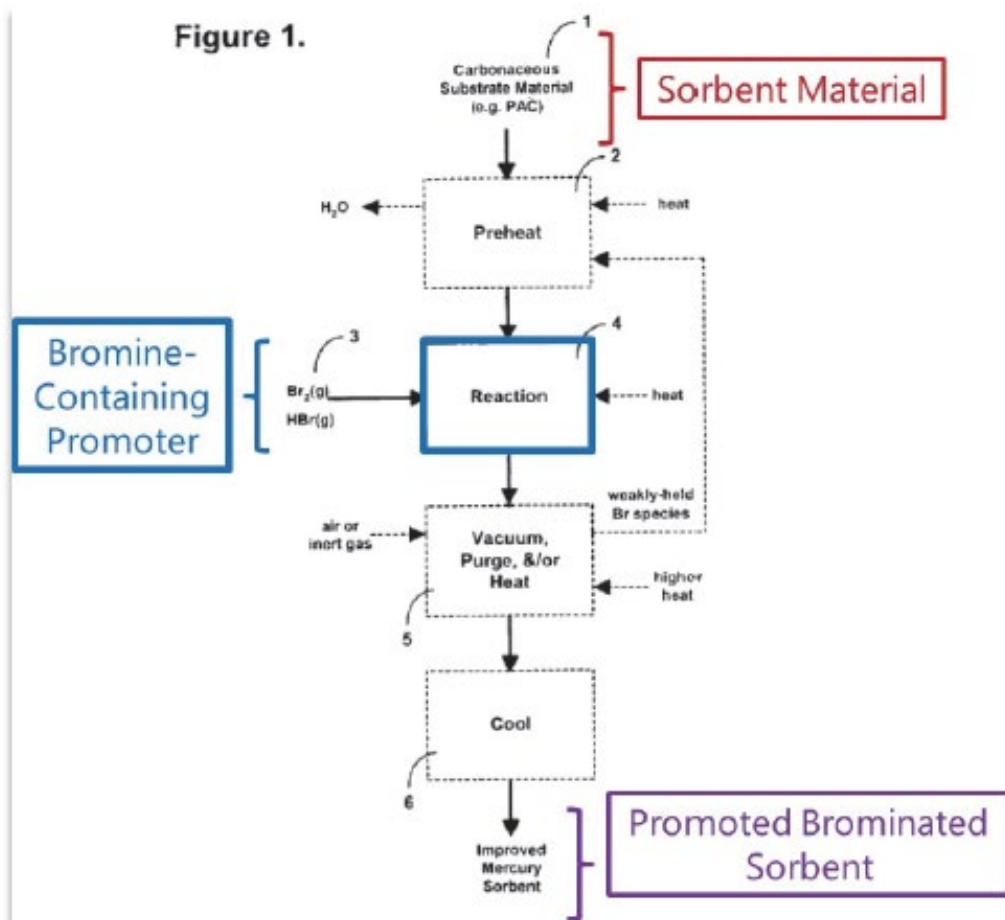 Figure 1.
1
Carbonaceous
Substrate Material
(e.g. PAC)
Sorbent Material
2
H2O
Preheat
heat
Bromine-
Containing
Promoter
3
Br2(g)
HBr(g)
4
Reaction
heat
weakly-held
Br species
air or
inert gas
Vacuum,
Purge, &/or
Heat
higher
heat
5
Cool
6
Improved
Mercury
Sorbent
Promoted Brominated
Sorbent